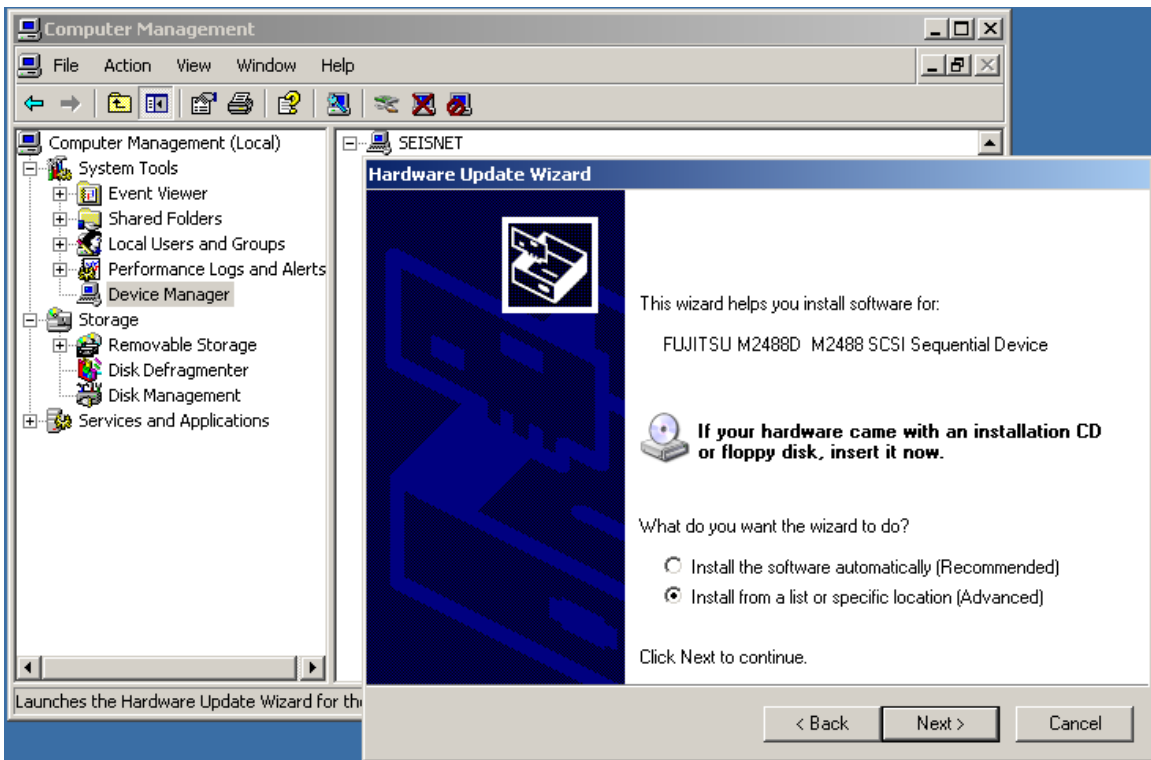 Computer Management
File Action View Window Help
Computer Management (Local)
System Tools
Event Viewer
Shared Folders
Local Users and Groups
Performance Logs and Alerts
Device Manager
Storage
Removable Storage
Disk Defragmenter
Disk Management
Services and Applications
SEISNET
Launches the Hardware Update Wizard for
Hardware Update Wizard
This wizard helps you install software for:
FUJITSU M2488D M2488 SCSI Sequential Device
If your hardware came with an installation CD
or floppy disk, insert it now.
What do you want the wizard to do?
Install the software automatically (Recommended)
Install from a list or specific location (Advanced)
Click Next to continue.
< Back Next > Cancel